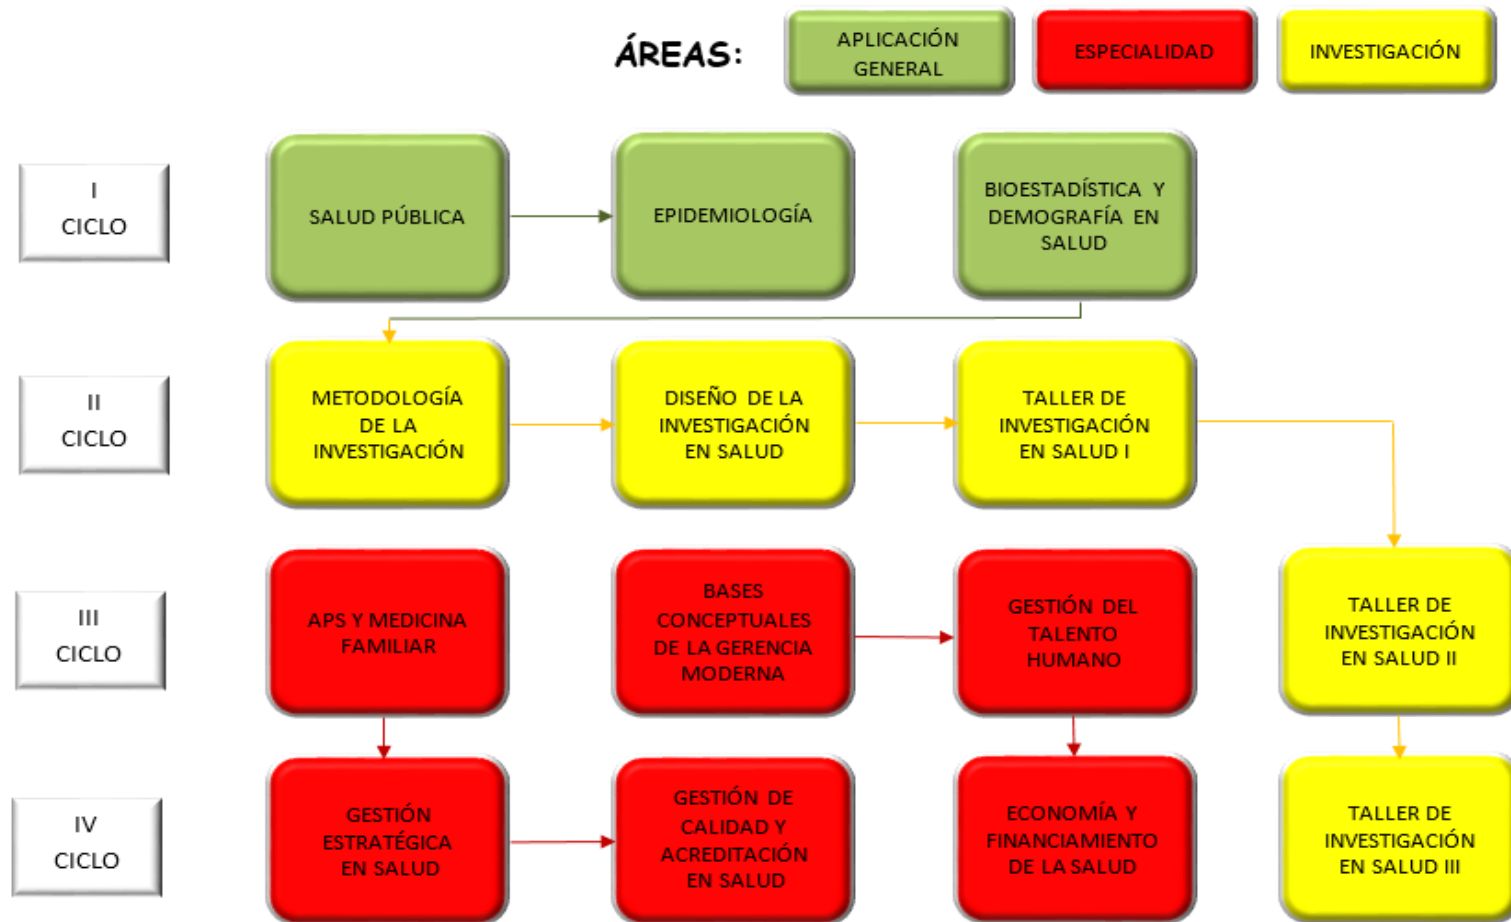 ÁREAS:
APLICACIÓN
GENERAL
ESPECIALIDAD
INVESTIGACIÓN
I
CICLO
SALUD PÚBLICA
EPIDEMIOLOGÍA
BIOESTADÍSTICA Y
DEMOGRAFÍA EN
SALUD
II
CICLO
METODOLOGÍA
DE LA
INVESTIGACIÓN
DISEÑO DE LA
INVESTIGACIÓN
EN SALUD
TALLER DE
INVESTIGACIÓN
EN SALUD I
III
CICLO
APS Y MEDICINA
FAMILIAR
BASES
CONCEPTUALES
DE LA GERENCIA
MODERNA
GESTIÓN DEL
TALENTO
HUMANO
TALLER DE
INVESTIGACIÓN
EN SALUD II
IV
CICLO
GESTIÓN
ESTRATÉGICA
EN SALUD
GESTIÓN DE
CALIDAD Y
ACREDITACIÓN
EN SALUD
ECONOMÍA Y
FINANCIAMIENTO
DE LA SALUD
TALLER DE
INVESTIGACIÓN
EN SALUD III